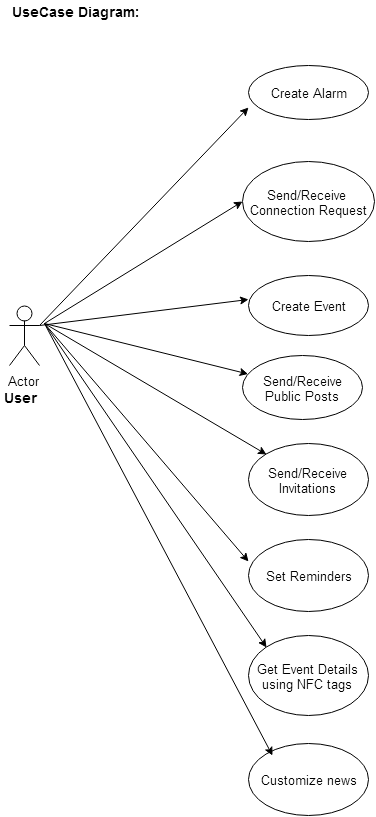 UseCase Diagram:
Create Alarm
Send/Receive
Connection Request
Create Event
Actor
User
Send/Receive
Public Posts
Send/Receive
Invitations
Set Reminders
Get Event Details
using NFC tags
Customize news